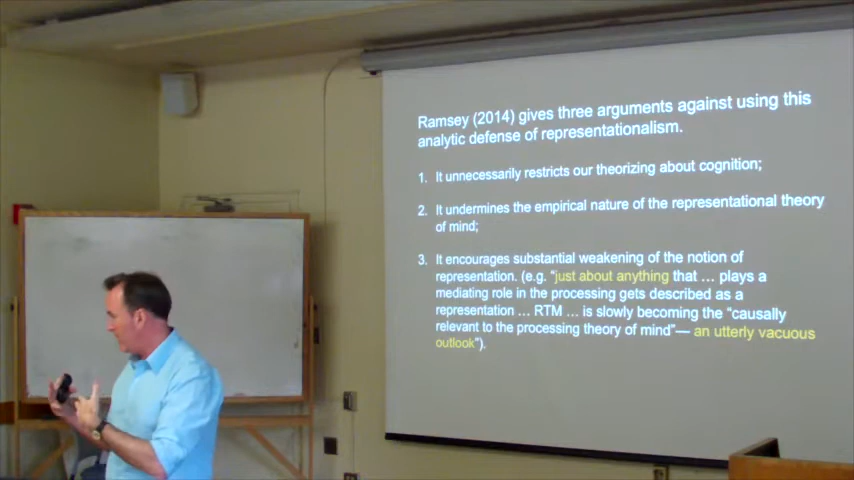 Ramsey (2014) gives three arguments against using this
analytic defense of representationalism.
1. It unnecessarily restricts our theorizing about cognition;
2. It undermines the empirical nature of the representational theory
of mind;
3. It encourages substantial weakening of the notion of
representation. (e.g. "just about anything that … plays a
mediating role in the processing gets described as a
representation … RTM … is slowly becoming the "causally
relevant to the processing theory of mind"— an utterly vacuous
outlook").